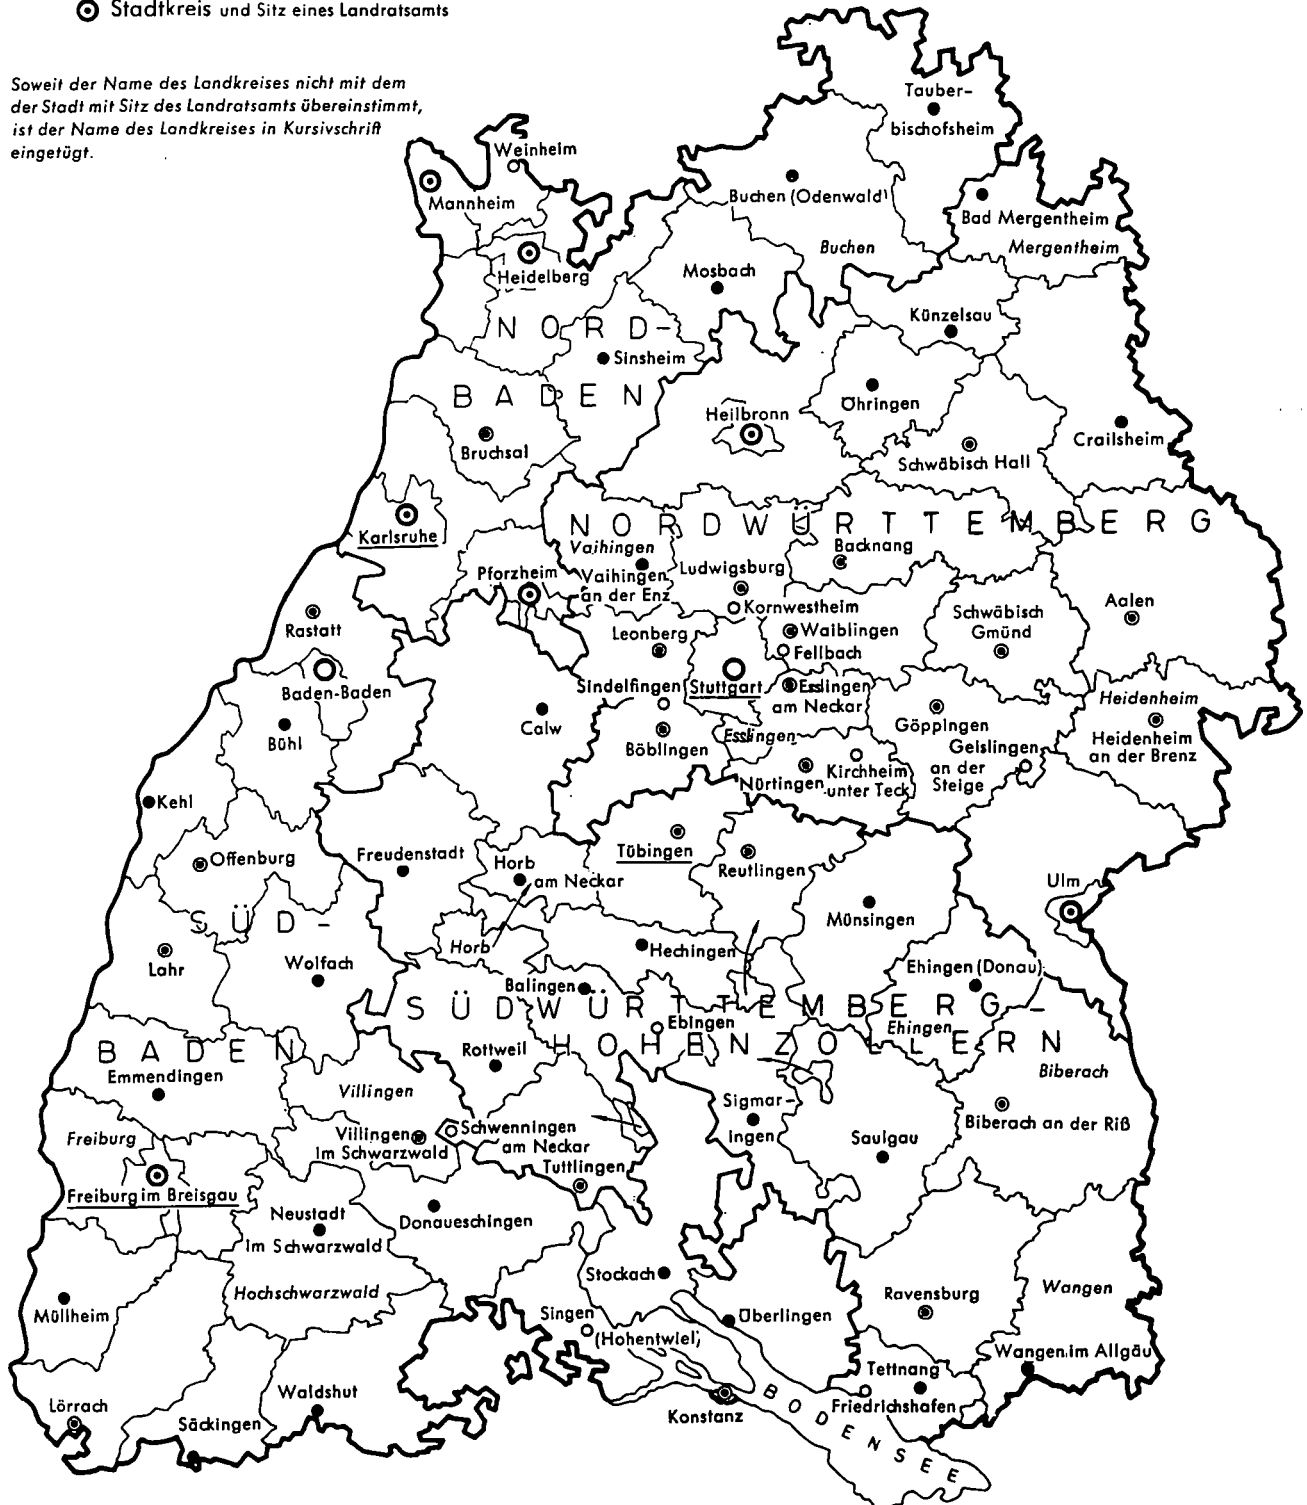 Stadtkreis und Sitz eines Landratsamts
Soweit der Name des Landkreises nicht mit dem
der Stadt mit Sitz des Landratsamts übereinstimmt,
ist der Name des Landkreises in Kursivschrift
eingetügt.
Tauber-
bischofsheim
Weinheim
Mannheim
Buchen (Odenwald)
Bad Mergentheim
Buchen
Mergentheim
Heidelberg
Mosbach
Künzelsau
NORD-
Sinsheim
BADEN
Öhringen
Heilbronn
Crailsheim
Bruchsal
Schwäbisch Hall
Karlsruhe
NORDWÜRTTEMBERG
Vaihingen
Backnang
Pforzheim
Vaihingen
an der Enz
Ludwigsburg
Kornwestheim
Schwäbisch
Gmünd
Aalen
Rastatt
Leonberg
Waiblingen
Fellbach
Baden-Baden
Sindelfingen
Stuttgart
Esslingen
am Neckar
Heidenheim
Bühl
Calw
Böblingen
Esslingen
Göppingen
Heidenheim
an der Brenz
Geislingen
an der
Steige
Nürtingen
Kirchheim
unter Teck
Kehl
Offenburg
Freudenstadt
Horb
am Neckar
Tübingen
Reutlingen
Ulm
Münsingen
SÜD-
Horb
Hechingen
Lahr
Wolfach
Ehingen (Donau)
Balingen
SÜDWÜRTTEMBERG-
Ebingen
Ehingen
BADEN
Rottweil
HOHENZOLLERN
Emmendingen
Villingen
Biberach
Sigmar-
ingen
Biberach an der Riß
Freiburg
Villingen
im Schwarzwald
Schwenningen
am Neckar
Saulgau
Tuttlingen
Freiburg im Breisgau
Neustadt
im Schwarzwald
Donaueschingen
Stockach
Hochschwarzwald
Ravensburg
Wangen
Müllheim
Singen
(Hohentwiel)
Überlingen
Wangen im Allgäu
Tettnang
Waldshut
Friedrichshafen
Lörrach
Säckingen
Konstanz
BODENSEE